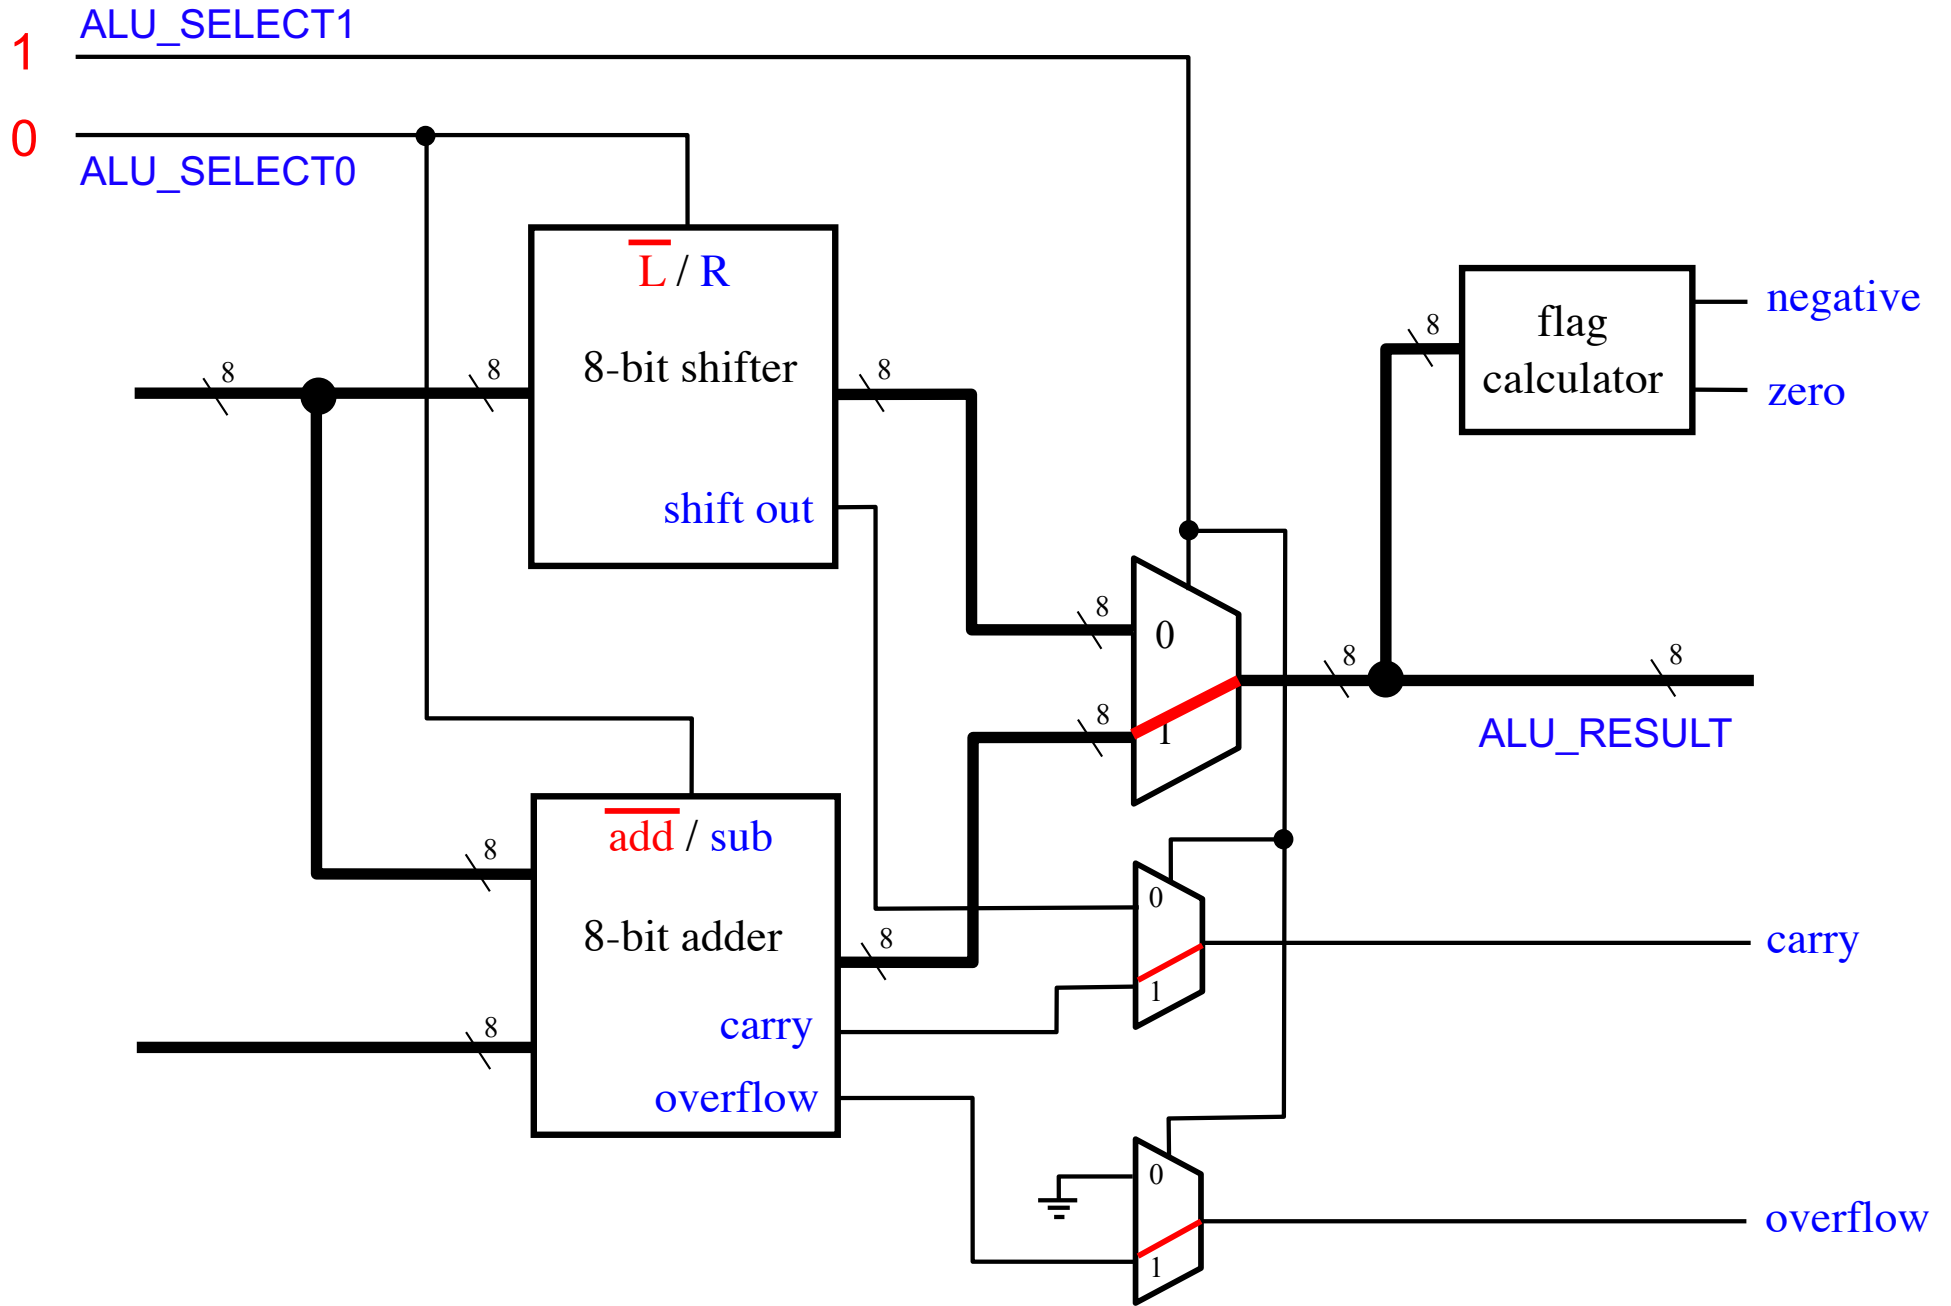 ALU_SELECT1
1
0
ALU_SELECT0
L / R
8-bit shifter
shift out
8
8
8
flag
calculator
8
negative
zero
8
0
8
1
8
8
ALU_RESULT
add / sub
8-bit adder
carry
overflow
8
8
8
0
1
carry
0
1
overflow